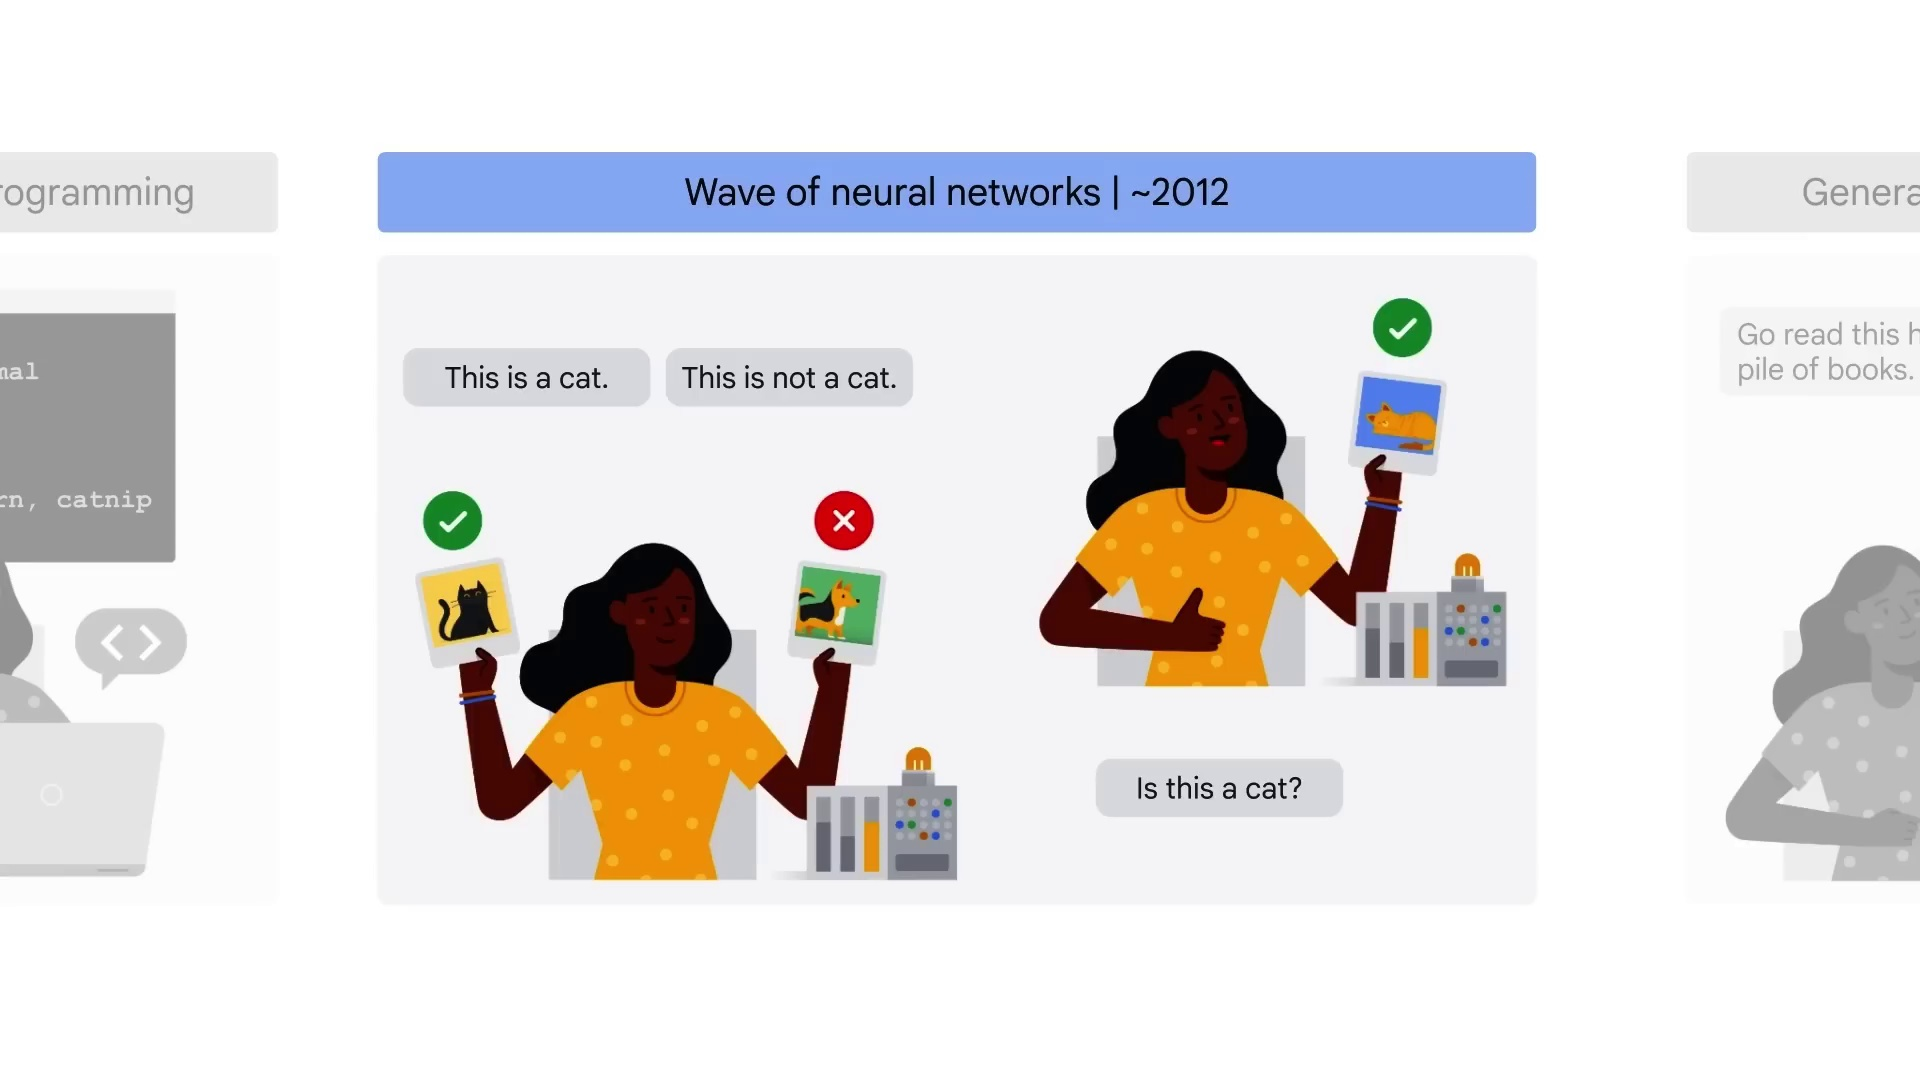 rogramming
Wave of neural networks | ~2012
Genera
mal
rn, catnip
This is a cat.
This is not a cat.
Is this a cat?
Go read this h
pile of books.